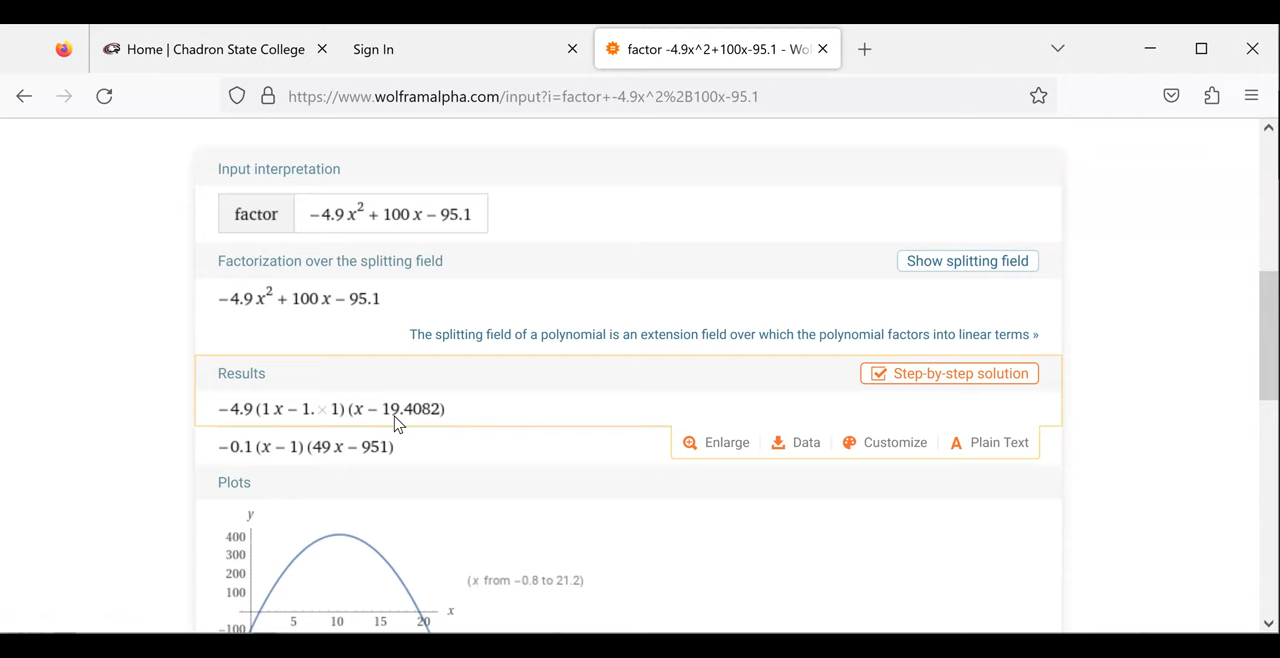 Home | Chadron State College
Sign In
factor -4.9x^2+100x-95.1 - Wol
https://www.wolframalpha.com/input?i=factor+-4.9x^2%2B100x-95.1
Input interpretation
factor −4.9 x² + 100 x − 95.1
Factorization over the splitting field
Show splitting field
−4.9 x² + 100 x − 95.1
The splitting field of a polynomial is an extension field over which the polynomial factors into linear terms »
Results
Step-by-step solution
−4.9 (1 x − 1. × 1) (x − 19.4082)
Enlarge Data Customize A Plain Text
−0.1 (x − 1) (49 x − 951)
Plots
y
400
300
200
100
(x from −0.8 to 21.2)
x
−100
5 10 15 20